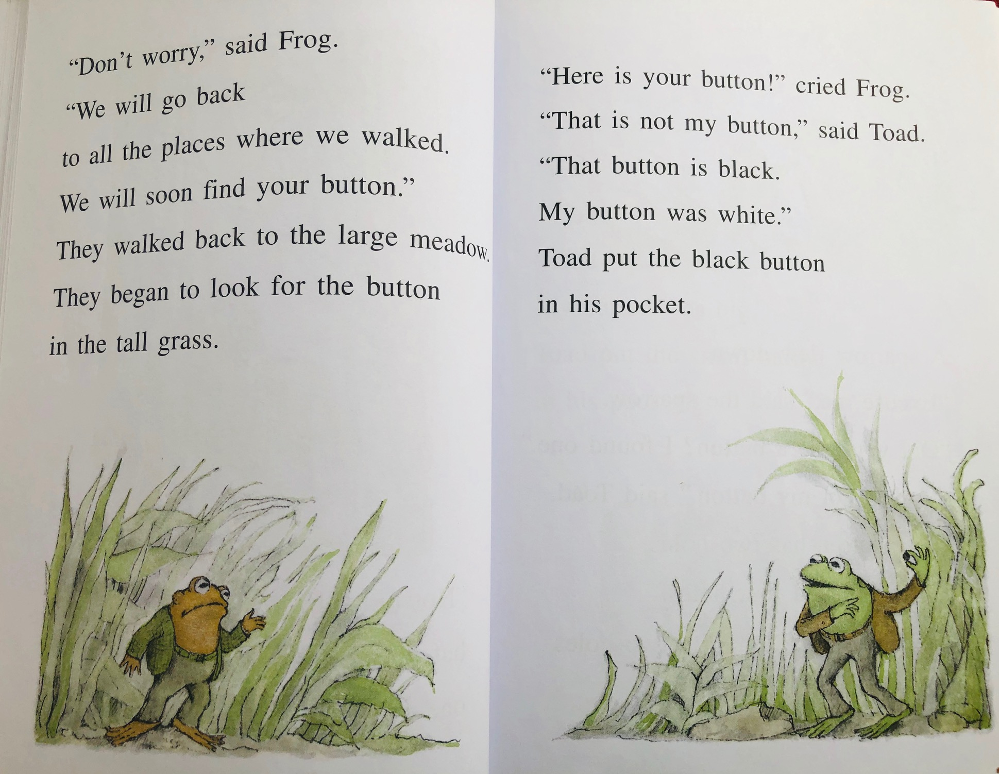 “Don’t worry,” said Frog.
“We will go back
to all the places where we walked.
We will soon find your button.”
They walked back to the large meadow.
They began to look for the button
in the tall grass.
“Here is your button!” cried Frog.
“That is not my button,” said Toad.
“That button is black.
My button was white.”
Toad put the black button
in his pocket.